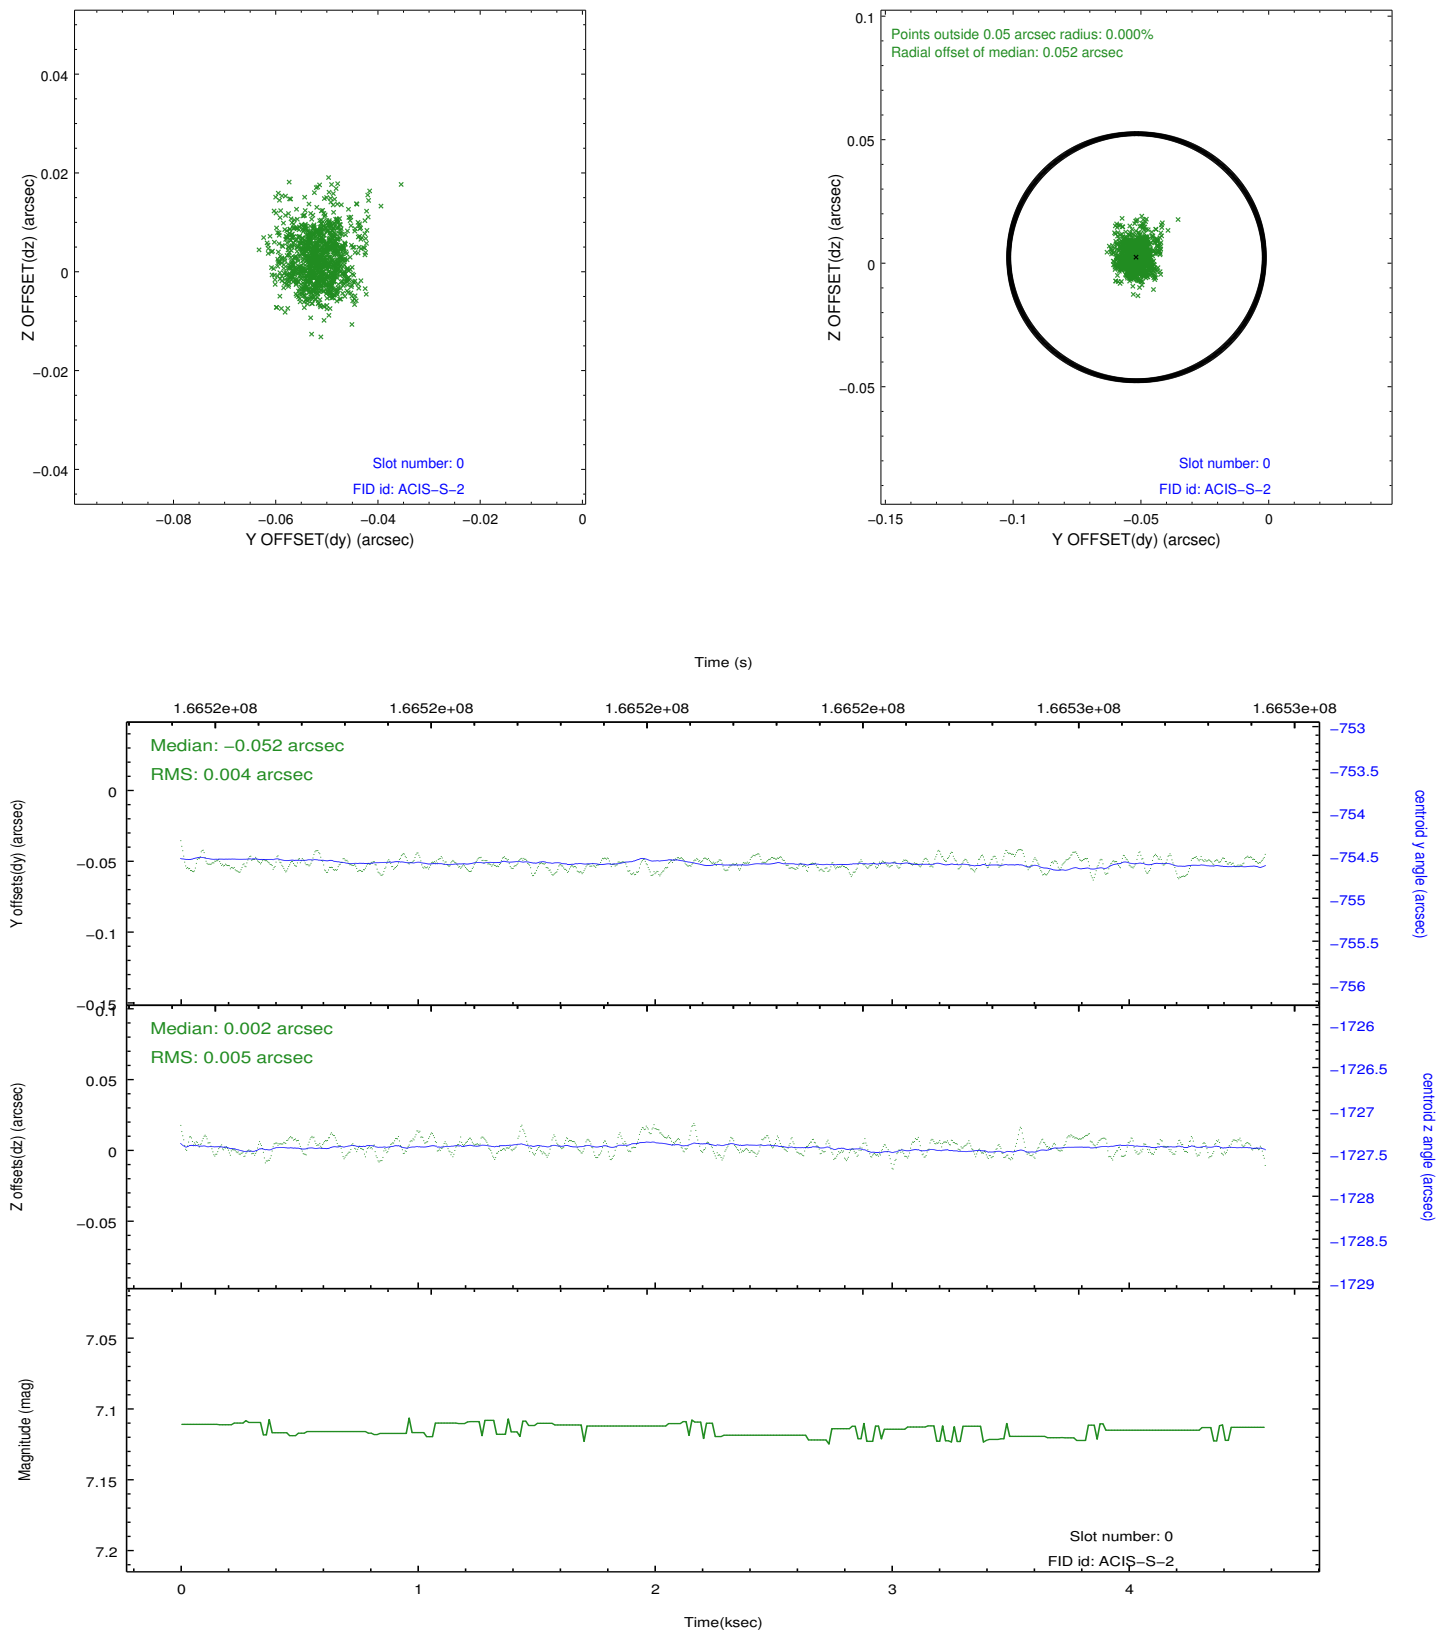 0.04
0.02
0
−0.02
−0.04
Z OFFSET(dz) (arcsec)
Slot number: 0
FID id: ACIS−S−2
−0.08
−0.06
−0.04
−0.02
0
Y OFFSET(dy) (arcsec)
0.1
0.05
0
−0.05
Z OFFSET(dz) (arcsec)
Points outside 0.05 arcsec radius: 0.000%
Radial offset of median: 0.052 arcsec
Slot number: 0
FID id: ACIS−S−2
−0.15
−0.1
−0.05
0
Y OFFSET(dy) (arcsec)
Time (s)
1.6652e+08
1.6652e+08
1.6652e+08
1.6652e+08
1.6653e+08
1.6653e+08
Median: −0.052 arcsec
RMS: 0.004 arcsec
0
−0.05
−0.1
−0.15
Y offsets(dy) (arcsec)
−753
−753.5
−754
−754.5
−755
−755.5
−756
centroid y angle (arcsec)
Median: 0.002 arcsec
RMS: 0.005 arcsec
0.1
0.05
0
−0.05
Z offsets(dz) (arcsec)
−1726
−1726.5
−1727
−1727.5
−1728
−1728.5
−1729
centroid z angle (arcsec)
7.05
7.1
7.15
7.2
Magnitude (mag)
Slot number: 0
FID id: ACIS−S−2
0
1
2
3
4
Time(ksec)